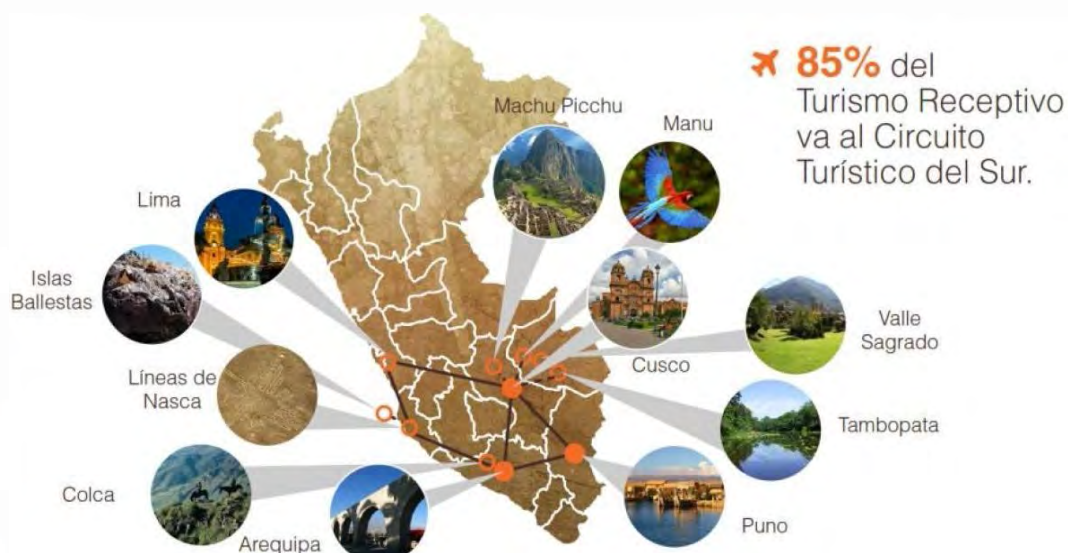 85% del
Turismo Receptivo
va al Circuito
Turístico del Sur.
Machu Picchu
Manu
Lima
Islas
Ballestas
Valle
Sagrado
Cusco
Líneas de
Nasca
Tambopata
Colca
Arequipa
Puno